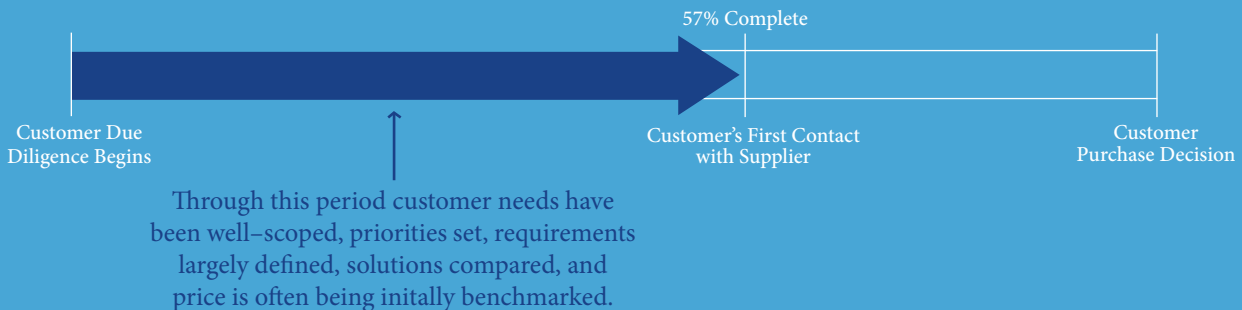 57% Complete
Customer Due
Diligence Begins
Customer's First Contact
with Supplier
Customer
Purchase Decision
Through this period customer needs have
been well–scoped, priorities set, requirements
largely defined, solutions compared, and
price is often being initally benchmarked.